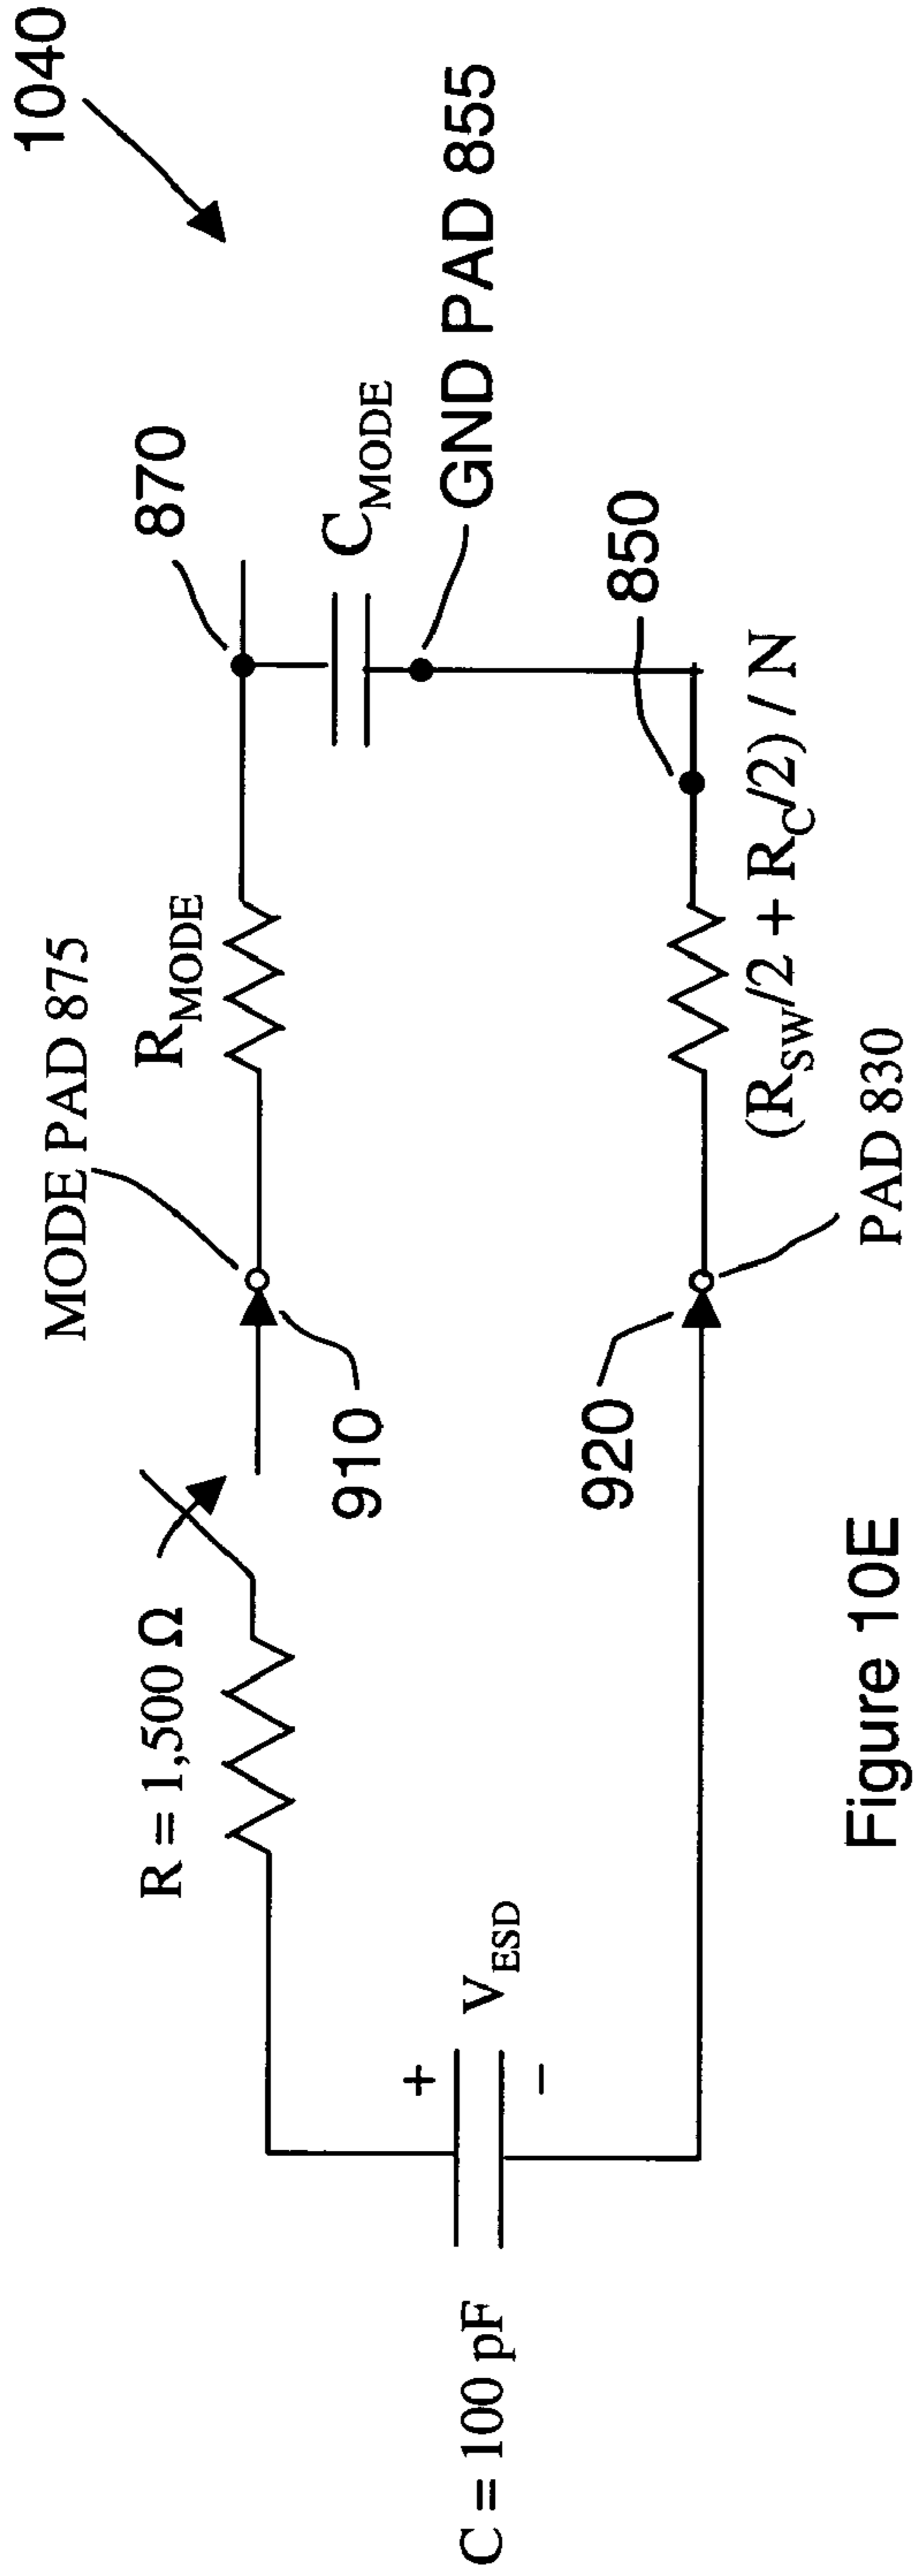 1040
870
C_MODE
GND PAD 855
850
MODE PAD 875
R_MODE
(R_SW/2 + R_C/2) / N
910
920
PAD 830
R = 1,500 Ω
+
V_ESD
−
C = 100 pF
Figure 10E